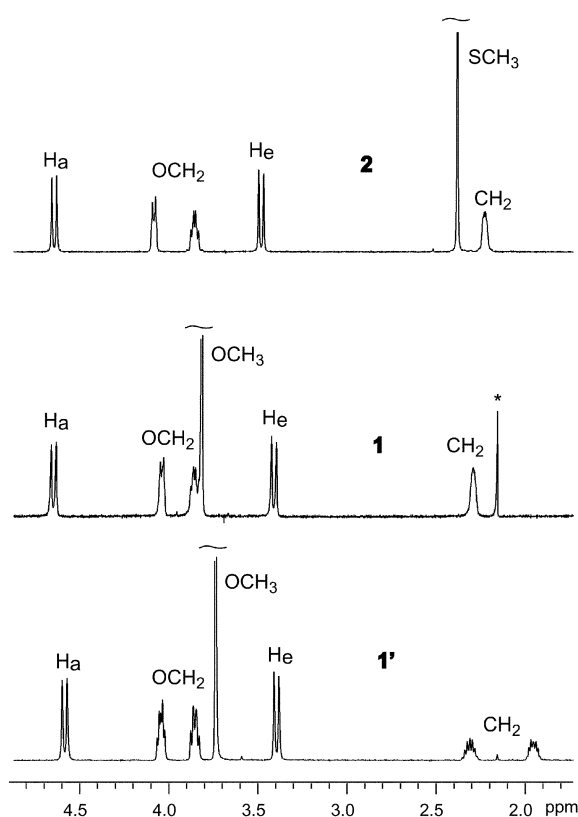 SCH3
Ha
OCH2
He
2
CH2
OCH3
*
Ha
OCH2
He
1
CH2
OCH3
Ha
OCH2
He
1’
CH2
4.5 4.0 3.5 3.0 2.5 2.0 ppm